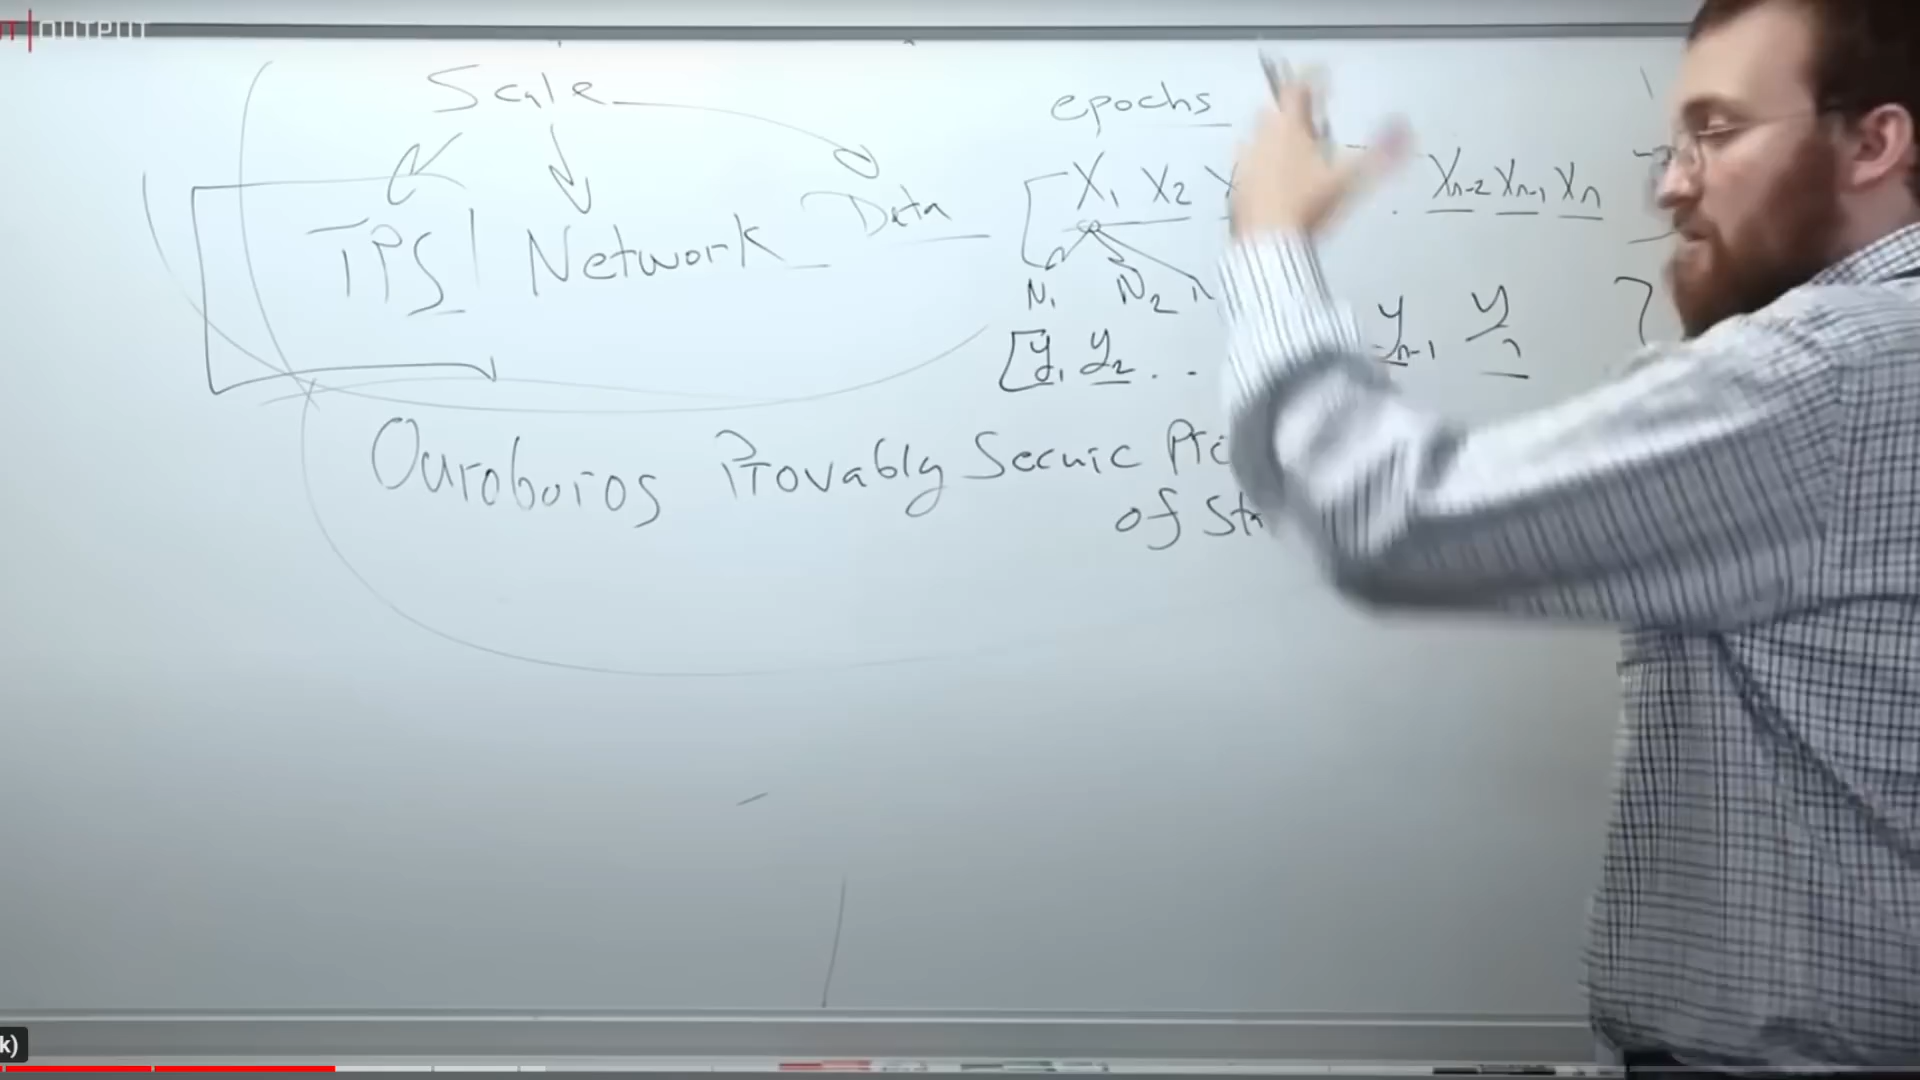 OUTPUT
Scale
TPS Network Data
epochs
X1 X2 Xn-2 Xn-1 Xn
N1 N2
[y1 y2 . . yn-1 yn
Ouroboros Provably Secure
of
k)